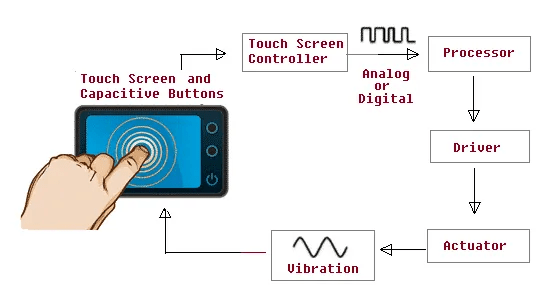 Touch Screen
Controller
Analog
or
Digital
Processor
Touch Screen and
Capacitive Buttons
Driver
Actuator
Vibration